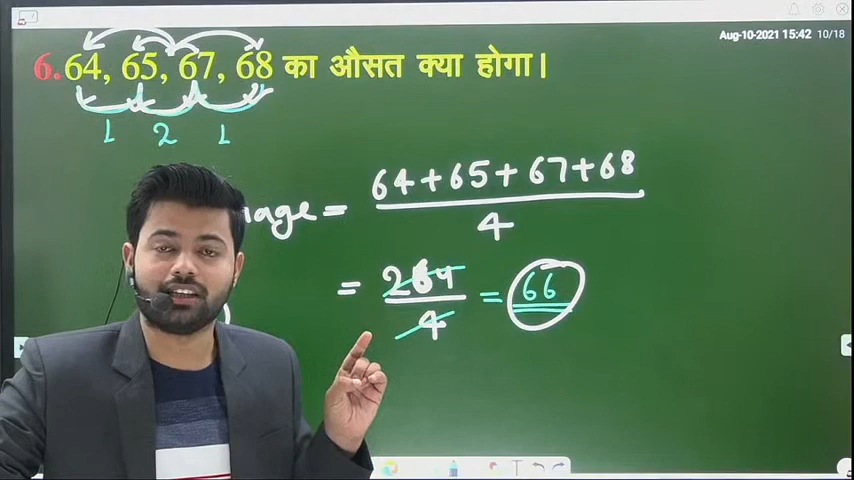 Aug-10-2021 15:42 10/18
6. 64, 65, 67, 68 का औसत क्या होगा।
1 2 1
age = 64+65+67+68
4
= 264 = 66
4